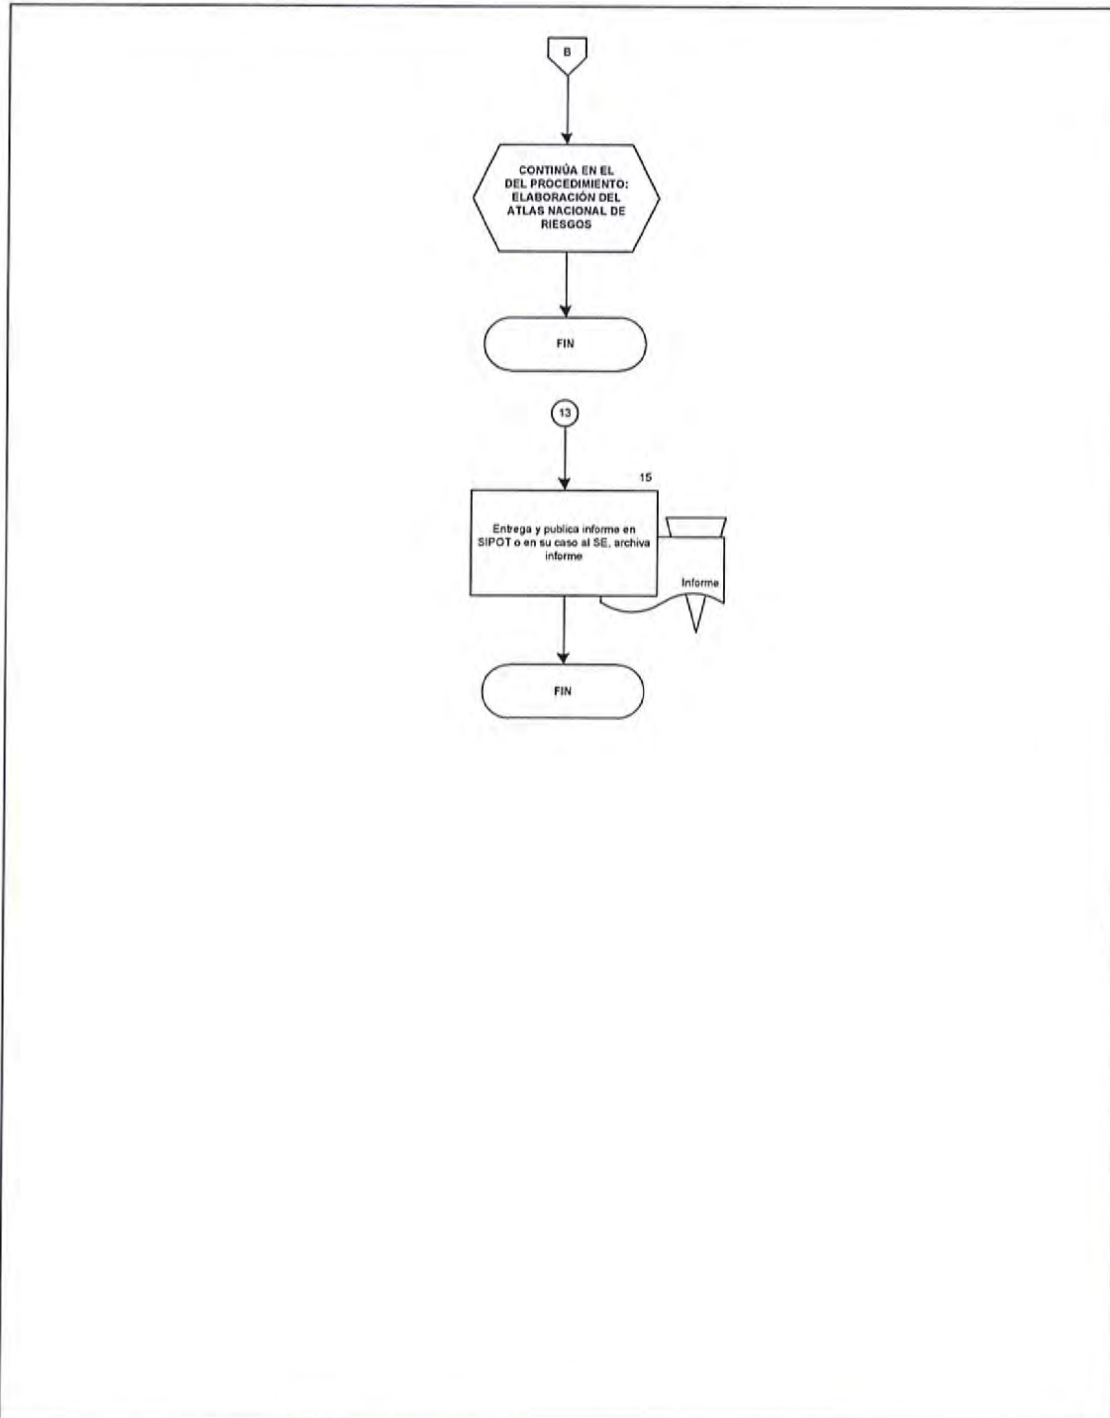 B
CONTINÚA EN EL
DEL PROCEDIMIENTO:
ELABORACIÓN DEL
ATLAS NACIONAL DE
RIESGOS
FIN
13
15
Entrega y publica informe en
SIPOT o en su caso al SE, archiva
informe
Informe
FIN